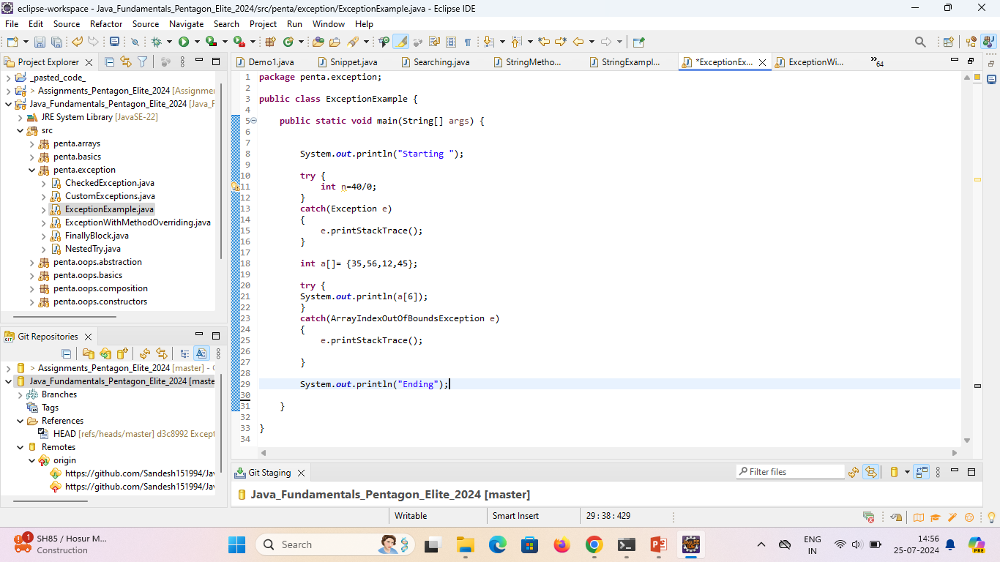 eclipse-workspace - Java_Fundamentals_Pentagon_Elite_2024/src/penta/exception/ExceptionExample.java - Eclipse IDE
File Edit Source Refactor Source Navigate Search Project Run Window Help
Project Explorer
_pasted_code_
> Assignments_Pentagon_Elite_2024 [Assignme
Java_Fundamentals_Pentagon_Elite_2024 [Java_F
JRE System Library [JavaSE-22]
src
penta.arrays
penta.basics
penta.exception
CheckedException.java
CustomExceptions.java
ExceptionExample.java
ExceptionWithMethodOverriding.java
FinallyBlock.java
NestedTry.java
penta.oops.abstraction
penta.oops.basics
penta.oops.composition
penta.oops.constructors
Git Repositories
> Assignments_Pentagon_Elite_2024 [master] -
Java_Fundamentals_Pentagon_Elite_2024 [maste
Branches
Tags
References
HEAD [refs/heads/master] d3c8992 Except
Remotes
origin
https://github.com/Sandesh151994/Jav
https://github.com/Sandesh151994/Jav
Demo1.java Snippet.java Searching.java StringMetho... StringExampl... *ExceptionEx... ExceptionWi... 64
1 package penta.exception;
2
3 public class ExceptionExample {
4
5 public static void main(String[] args) {
6
7
8 System.out.println("Starting ");
9
10 try {
11 int n=40/0;
12 }
13 catch(Exception e)
14 {
15 e.printStackTrace();
16 }
17
18 int a[]= {35,56,12,45};
19
20 try {
21 System.out.println(a[6]);
22 }
23 catch(ArrayIndexOutOfBoundsException e)
24 {
25 e.printStackTrace();
26
27 }
28
29 System.out.println("Ending");
30
31 }
32
33 }
34
Git Staging
Filter files
Java_Fundamentals_Pentagon_Elite_2024 [master]
Writable Smart Insert 29 : 38 : 429
1
SH85 / Hosur M...
Construction
Search
ENG
IN
14:56
25-07-2024
PRE